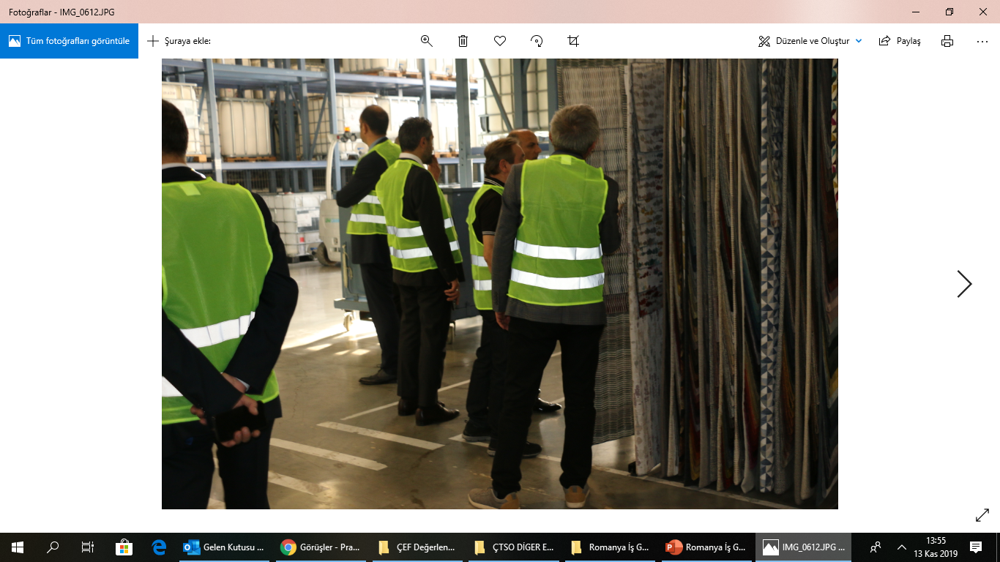 Fotoğraflar - IMG_0612.JPG
Tüm fotoğrafları görüntüle
Şuraya ekle:
Düzenle ve Oluştur
Paylaş
Gelen Kutusu ...
Görüşler - Pra...
ÇEF Değerlen...
ÇTSO DİGER E...
Romanya İş G...
Romanya İş G...
IMG_0612.JPG ...
13:55
13 Kas 2019